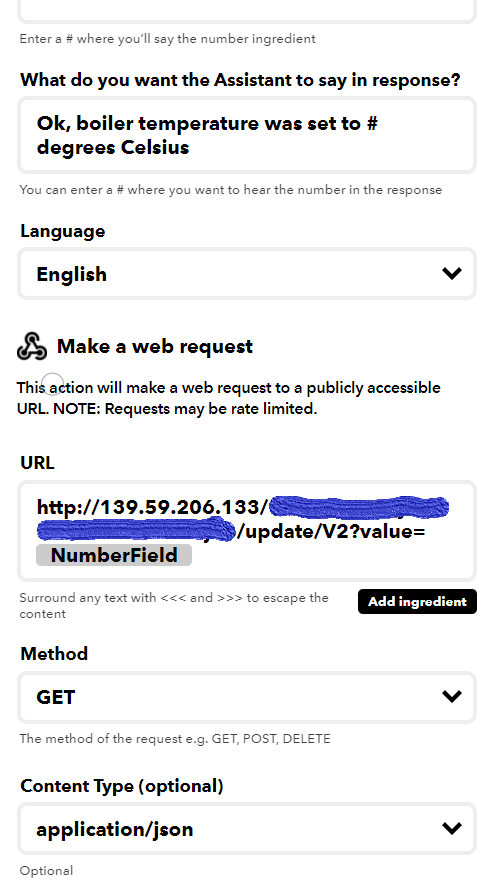 Enter a # where you'll say the number ingredient
What do you want the Assistant to say in response?
Ok, boiler temperature was set to #
degrees Celsius
You can enter a # where you want to hear the number in the response
Language
English
Make a web request
This action will make a web request to a publicly accessible
URL. NOTE: Requests may be rate limited.
URL
http://139.59.206.133/
/update/V2?value=
NumberField
Surround any text with <<< and >>> to escape the
content
Add ingredient
Method
GET
The method of the request e.g. GET, POST, DELETE
Content Type (optional)
application/json
Optional